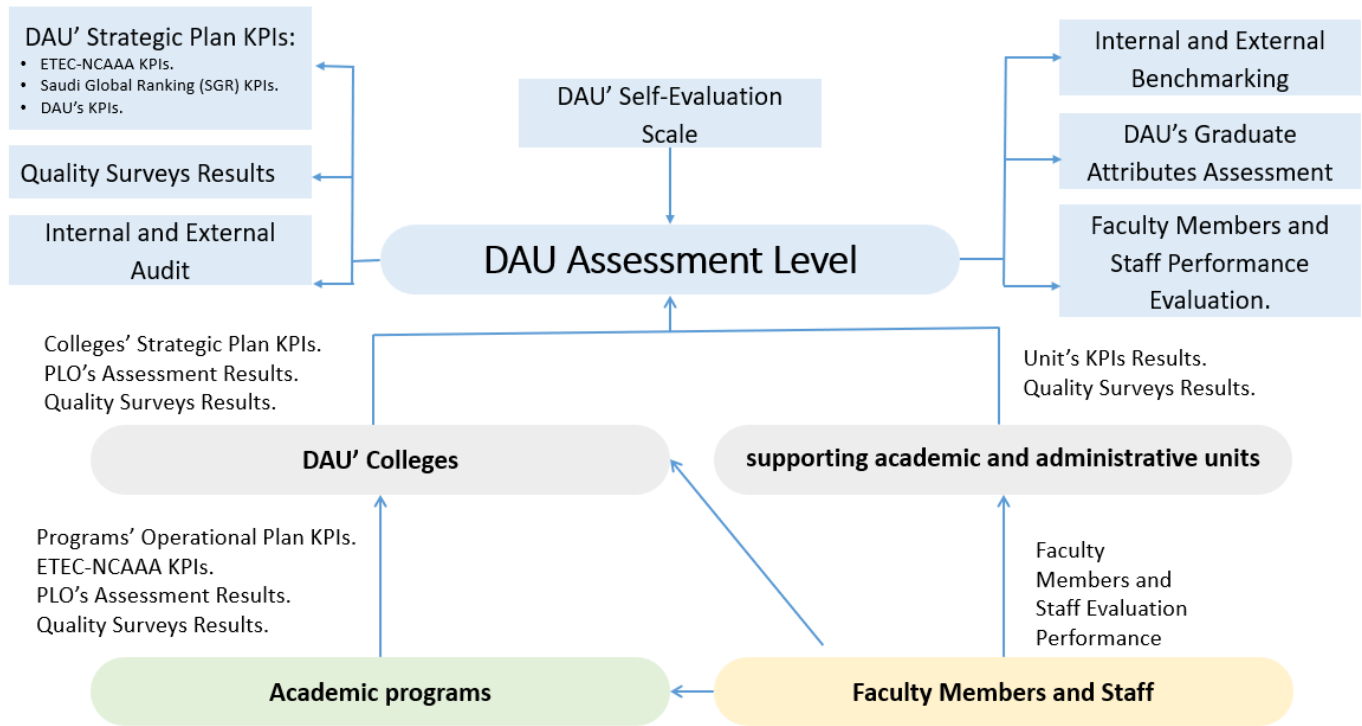 DAU' Strategic Plan KPIs:
• ETEC-NCAAA KPIs.
• Saudi Global Ranking (SGR) KPIs.
• DAU's KPIs.
Quality Surveys Results
Internal and External
Audit
DAU' Self-Evaluation
Scale
Internal and External
Benchmarking
DAU's Graduate
Attributes Assessment
Faculty Members and
Staff Performance
Evaluation.
DAU Assessment Level
Colleges' Strategic Plan KPIs.
PLO's Assessment Results.
Quality Surveys Results.
Unit's KPIs Results.
Quality Surveys Results.
DAU' Colleges
supporting academic and administrative units
Programs' Operational Plan KPIs.
ETEC-NCAAA KPIs.
PLO's Assessment Results.
Quality Surveys Results.
Faculty
Members and
Staff Evaluation
Performance
Academic programs
Faculty Members and Staff